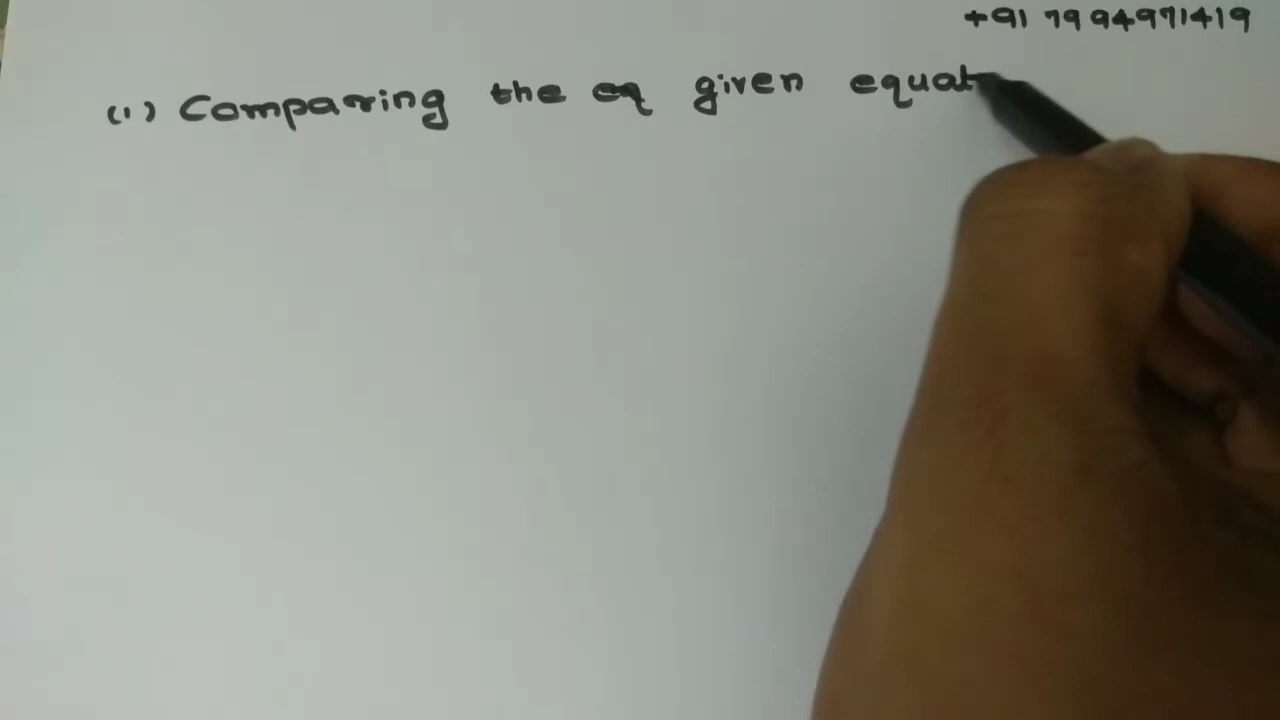 +91 7994971419
(1) Comparing the eq given equat